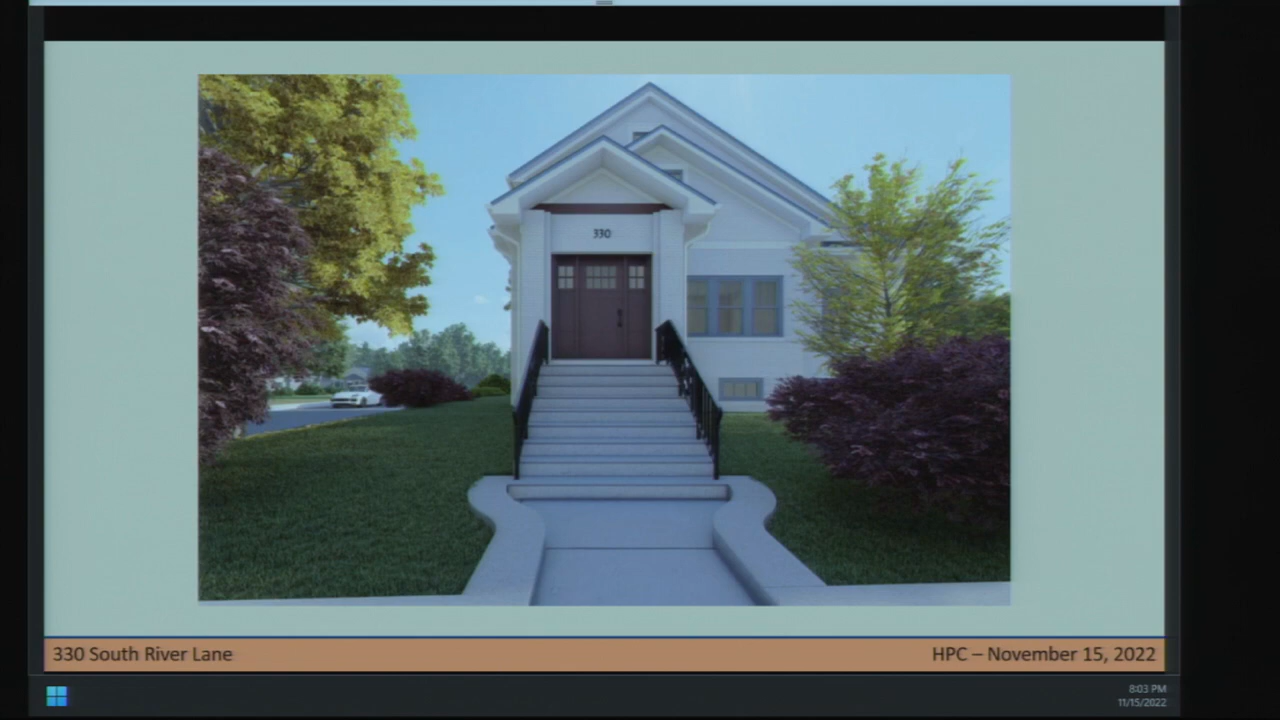 330
330 South River Lane
HPC – November 15, 2022
8:03 PM
11/15/2022